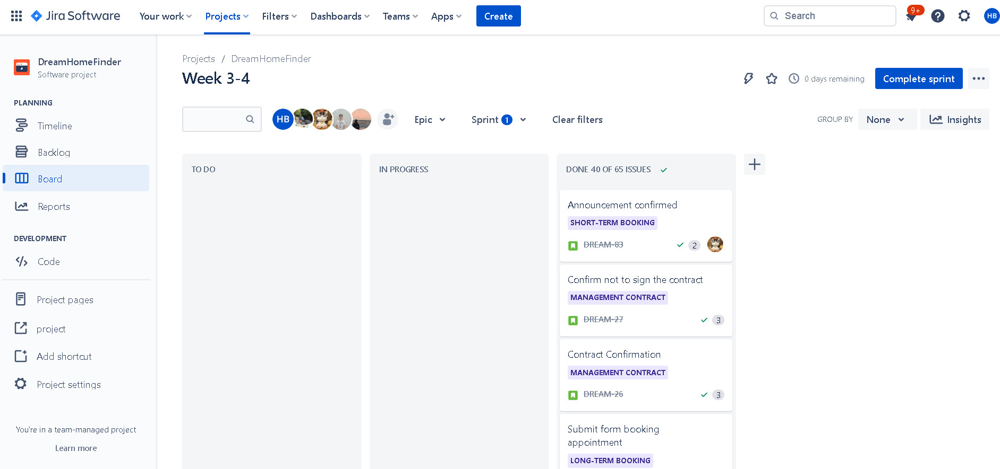 Jira Software Your work Projects Filters Dashboards Teams Apps Create Search 9+ HB
DreamHomeFinder
Software project
PLANNING
Timeline
Backlog
Board
Reports
DEVELOPMENT
Code
Project pages
project
Add shortcut
Project settings
You're in a team-managed project
Learn more
Projects / DreamHomeFinder
Week 3-4
0 days remaining Complete sprint
HB Epic Sprint 1 Clear filters GROUP BY None Insights
TO DO
IN PROGRESS
DONE 40 OF 65 ISSUES
Announcement confirmed
SHORT-TERM BOOKING
DREAM-83 2
Confirm not to sign the contract
MANAGEMENT CONTRACT
DREAM-27 3
Contract Confirmation
MANAGEMENT CONTRACT
DREAM-26 3
Submit form booking
appointment
LONG-TERM BOOKING